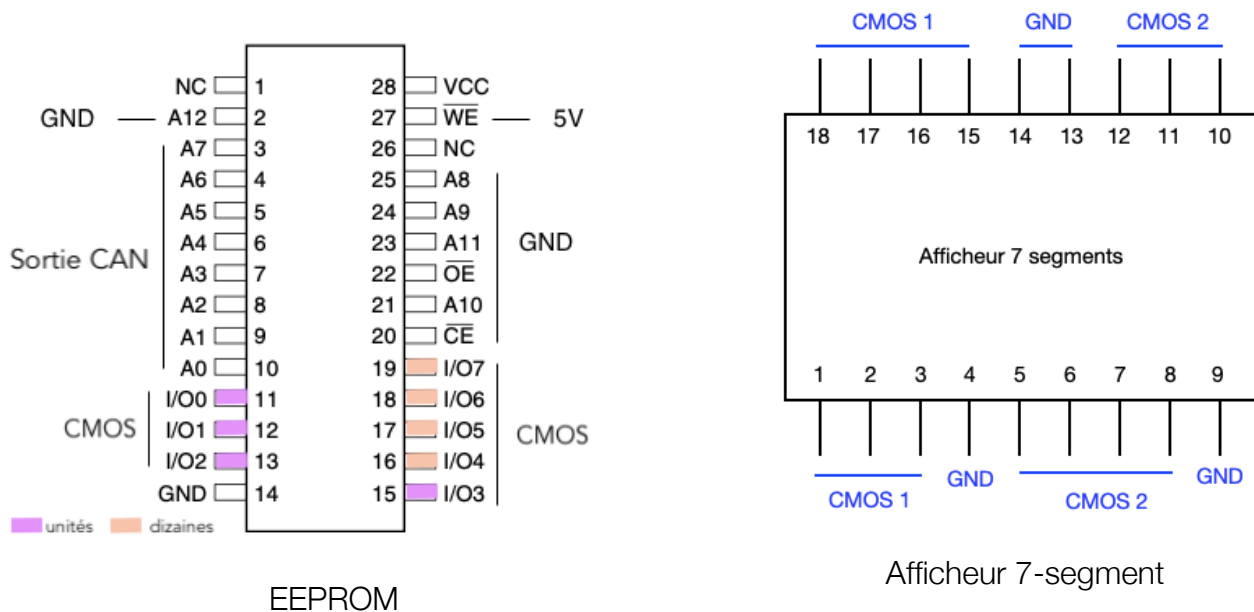 NC 1 28 VCC
GND A12 2 27 WE 5V
A7 3 26 NC
A6 4 25 A8
A5 5 24 A9
A4 6 23 A11 GND
Sortie CAN
A3 7 22 OE
A2 8 21 A10
A1 9 20 CE
A0 10 19 I/O7
I/O0 11 18 I/O6
CMOS I/O1 12 17 I/O5 CMOS
I/O2 13 16 I/O4
GND 14 15 I/O3
unités dizaines
EEPROM
CMOS 1 GND CMOS 2
18 17 16 15 14 13 12 11 10
Afficheur 7 segments
1 2 3 4 5 6 7 8 9
CMOS 1 GND CMOS 2 GND
Afficheur 7-segment